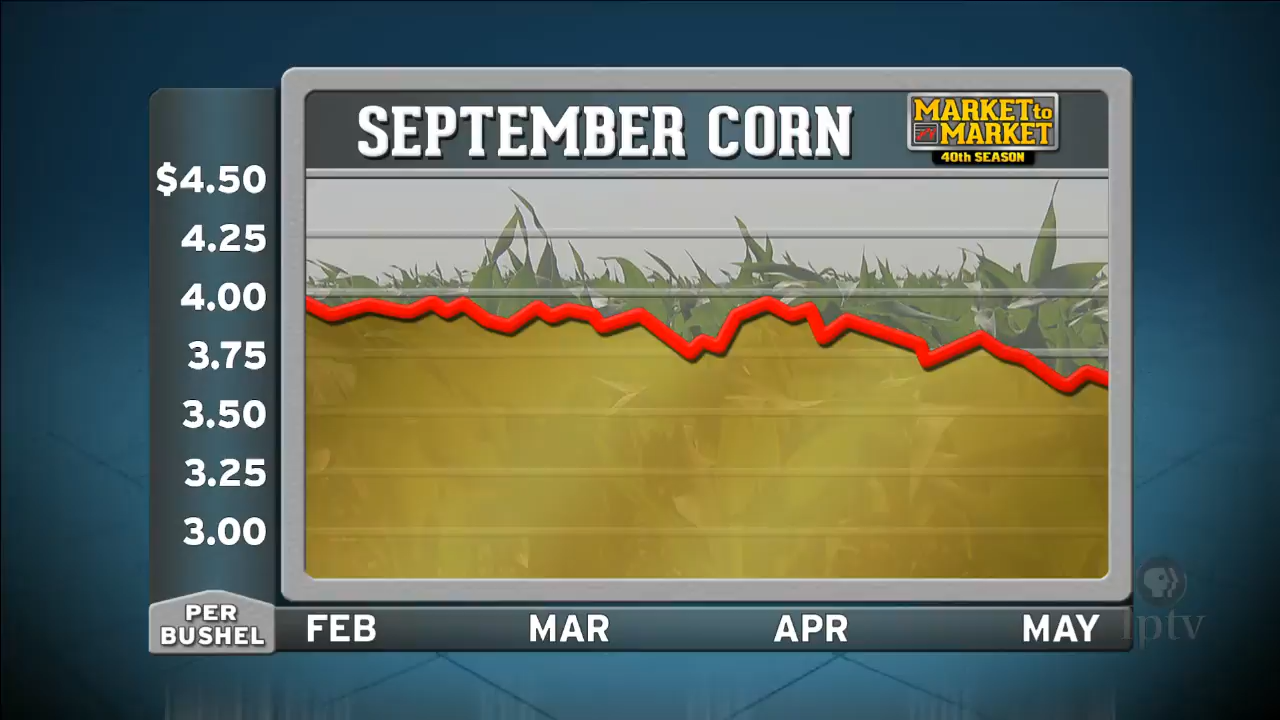 SEPTEMBER CORN
MARKET to
MARKET
40th SEASON
$4.50
4.25
4.00
3.75
3.50
3.25
3.00
PER
BUSHEL
FEB MAR APR MAY
iptv